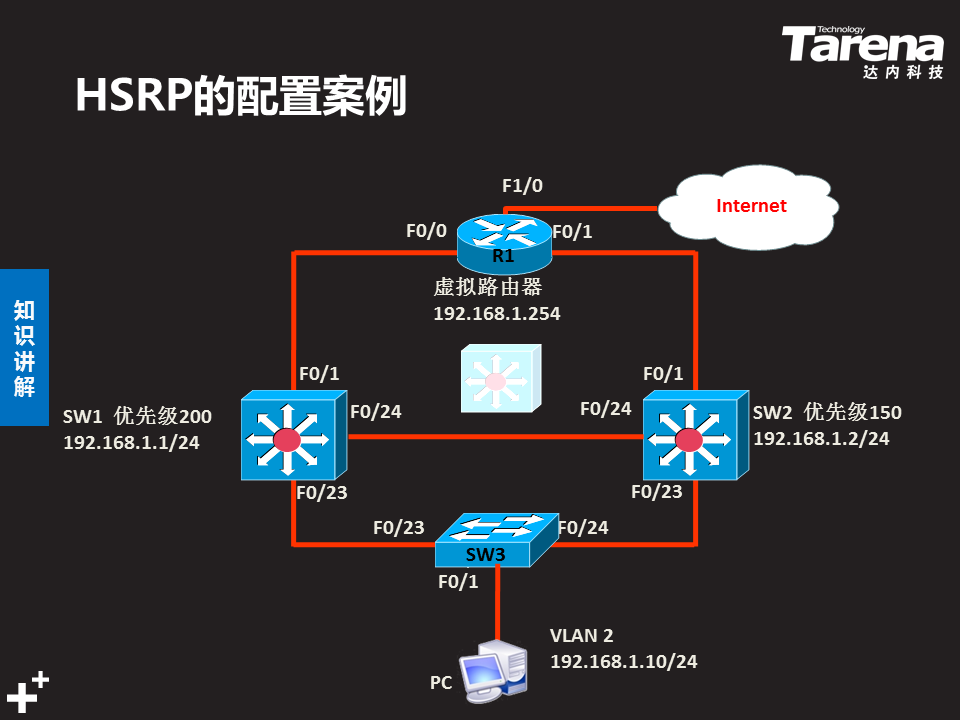 Technology
Tarena
达内科技
HSRP的配置案例
知识讲解
F1/0
Internet
F0/0
F0/1
R1
虚拟路由器
192.168.1.254
F0/1
F0/1
SW1 优先级200
192.168.1.1/24
F0/24
F0/24
SW2 优先级150
192.168.1.2/24
F0/23
F0/23
F0/23
F0/24
SW3
F0/1
VLAN 2
192.168.1.10/24
PC